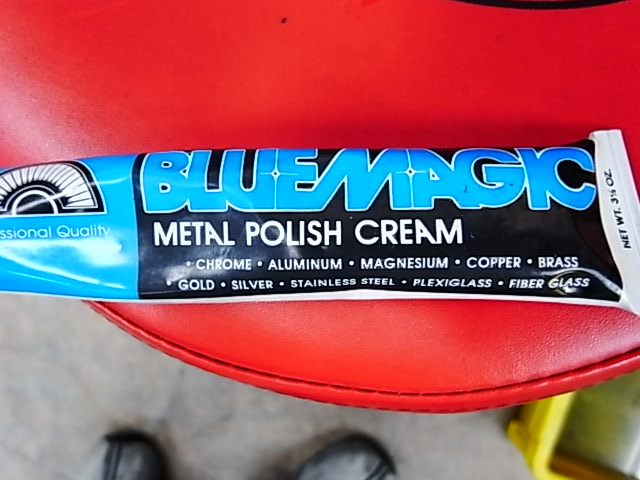 BLUEMAGIC
METAL POLISH CREAM
• CHROME • ALUMINUM • MAGNESIUM • COPPER • BRASS
• GOLD • SILVER • STAINLESS STEEL • PLEXIGLASS • FIBER GLASS
ssional Quality
NET WT. 3½ OZ.